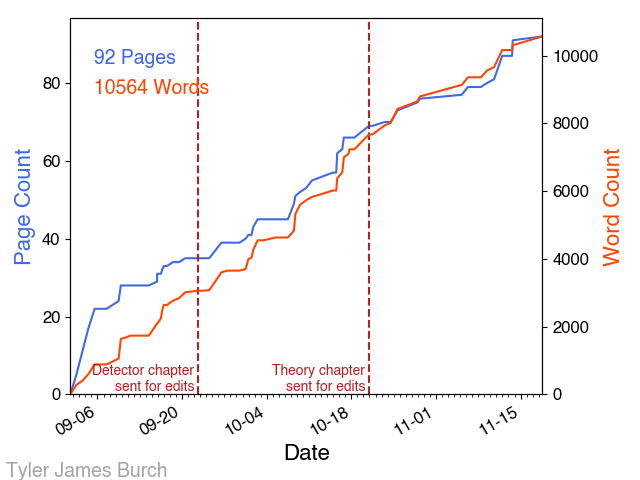 92 Pages
10564 Words
Page Count
80
60
40
20
0
Word Count
10000
8000
6000
4000
2000
0
Detector chapter
sent for edits
Theory chapter
sent for edits
09-06
09-20
10-04
10-18
11-01
11-15
Date
Tyler James Burch